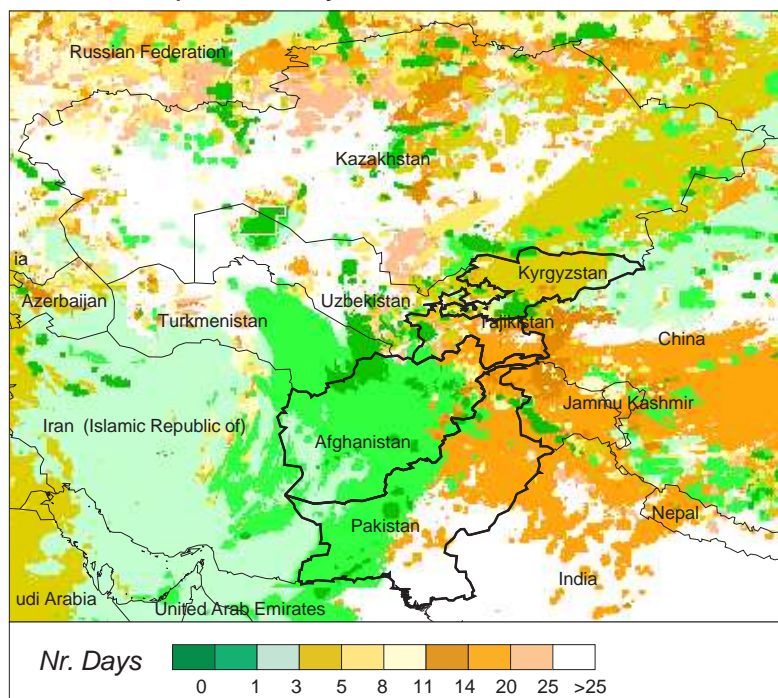 Russian Federation
Kazakhstan
Kyrgyzstan
ia
Azerbaijan
Uzbekistan
Turkmenistan
Tajikistan
China
Jammu Kashmir
Iran (Islamic Republic of)
Afghanistan
Pakistan
Nepal
India
udi Arabia
United Arab Emirates
Nr. Days
0 1 3 5 8 11 14 20 25 >25